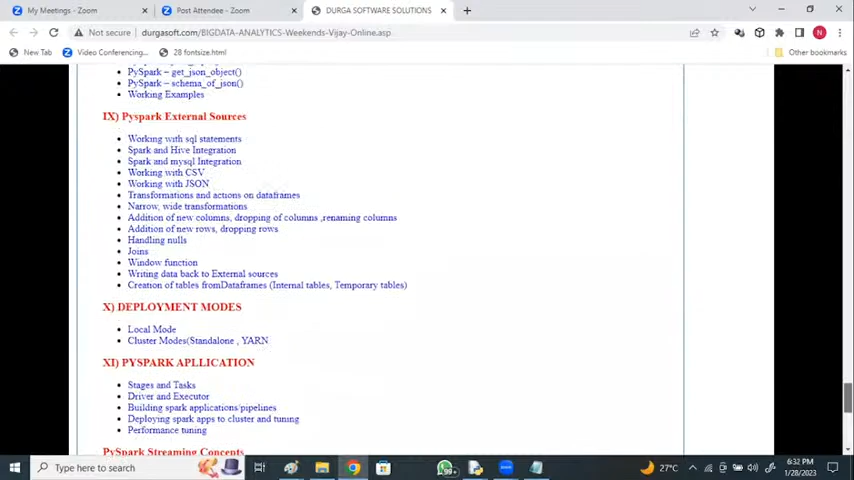 My Meetings - Zoom
Post Attendee - Zoom
DURGA SOFTWARE SOLUTIONS
Not secure
durgasoft.com/BIGDATA-ANALYTICS-Weekends-Vijay-Online.asp
N
New Tab
Video Conferencing,...
28 fontsize.html
Other bookmarks
PySpark – get_json_object()
PySpark – schema_of_json()
Working Examples
IX) Pyspark External Sources
Working with sql statements
Spark and Hive Integration
Spark and mysql Integration
Working with CSV
Working with JSON
Transformations and actions on dataframes
Narrow, wide transformations
Addition of new columns, dropping of columns ,renaming columns
Addition of new rows, dropping rows
Handling nulls
Joins
Window function
Writing data back to External sources
Creation of tables fromDataframes (Internal tables, Temporary tables)
X) DEPLOYMENT MODES
Local Mode
Cluster Modes(Standalone , YARN
XI) PYSPARK APLLICATION
Stages and Tasks
Driver and Executor
Building spark applications/pipelines
Deploying spark apps to cluster and tuning
Performance tuning
PySpark Streaming Concepts
Type here to search
99+
27°C
6:32 PM
1/28/2023